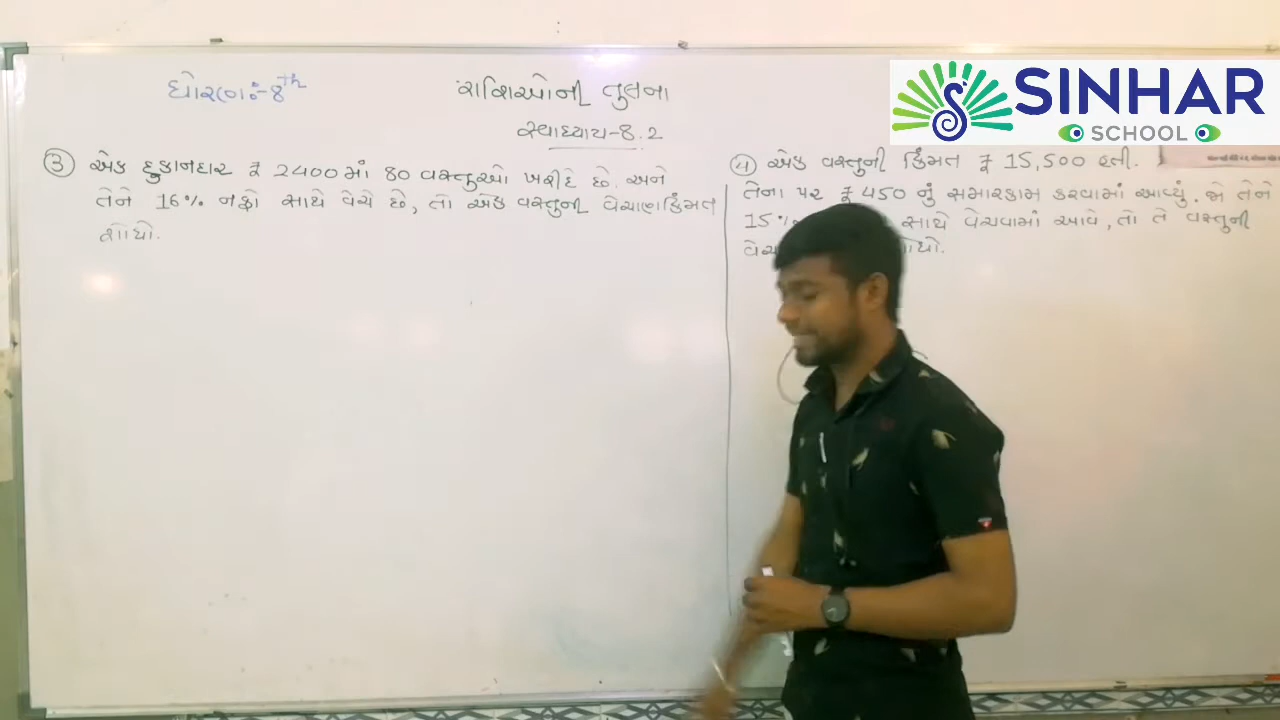 ધોરણઃ-8th
રાશિઓની તુલના
સ્વાધ્યાય-8.2
SINHAR
SCHOOL
③ એક દુકાનદાર ₹ 2400માં 80 વસ્તુઓ ખરીદે છે. અને
તેને 16% નફો સાથે વેચે છે, તો એક વસ્તુની વેચાણકિંમત
શોધો.
④ એક વસ્તુની કિંમત ₹ 15,500 હતી.
તેના પર ₹ 450 નું સમારકામ કરવામાં આવ્યું. જો તેને
15% સાથે વેચવામાં આવે, તો તે વસ્તુની